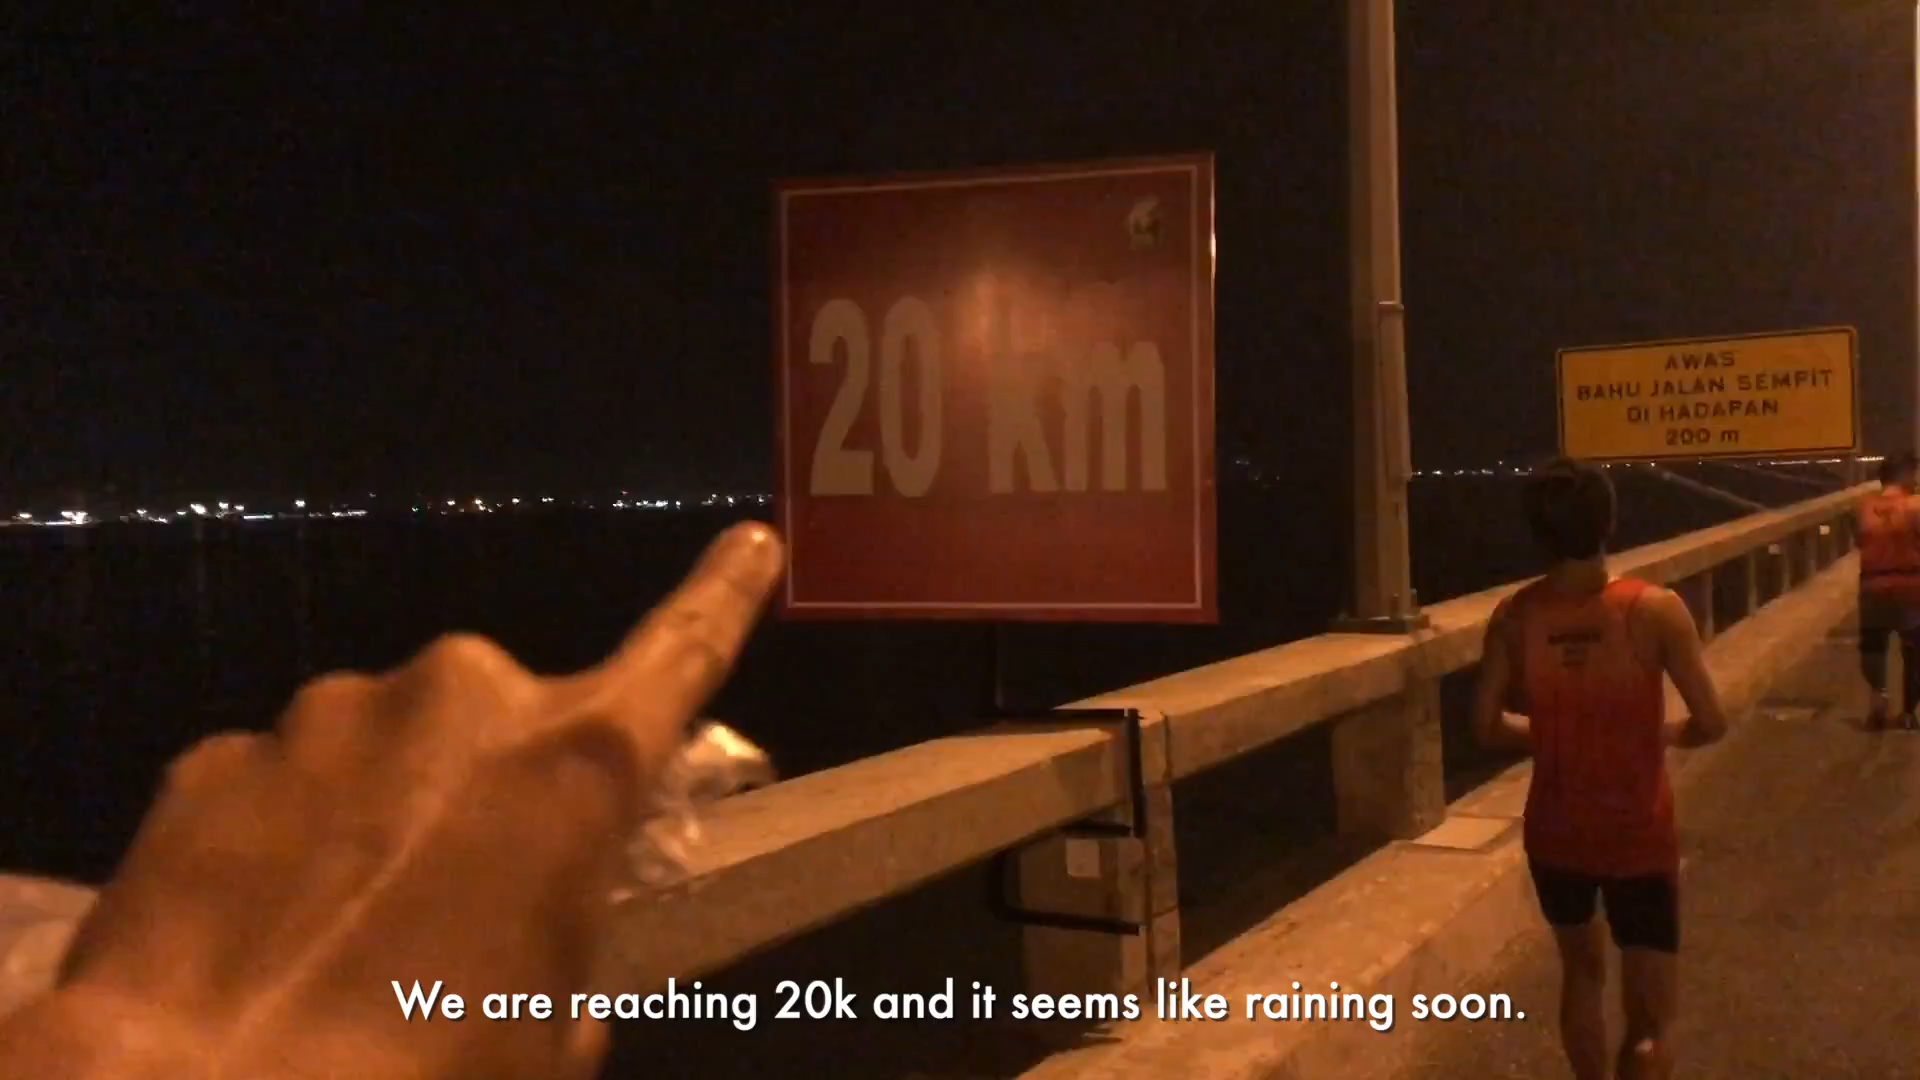 20 km
AWAS
BAHU JALAN SEMPIT
DI HADAPAN
200 m
We are reaching 20k and it seems like raining soon.